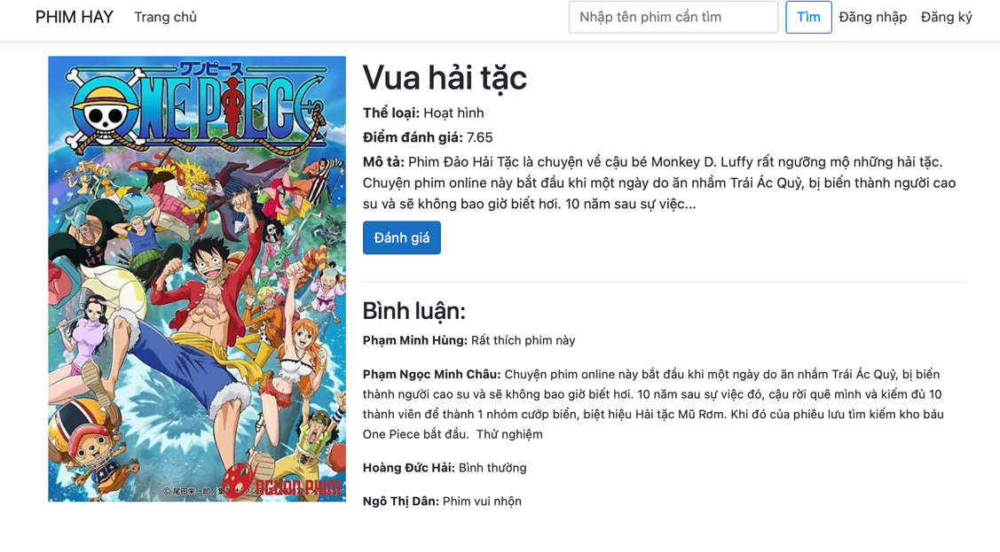 PHIM HAY Trang chủ Nhập tên phim cần tìm Tìm Đăng nhập Đăng ký
ワンピース
ONE PIECE
Vua hải tặc
Thể loại: Hoạt hình
Điểm đánh giá: 7.65
Mô tả: Phim Đảo Hải Tặc là chuyện về cậu bé Monkey D. Luffy rất ngưỡng mộ những hải tặc.
Chuyện phim online này bắt đầu khi một ngày do ăn nhầm Trái Ác Quỷ, bị biến thành người cao
su và sẽ không bao giờ biết hơi. 10 năm sau sự việc...
Đánh giá
Bình luận:
Phạm Minh Hùng: Rất thích phim này
Phạm Ngọc Minh Châu: Chuyện phim online này bắt đầu khi một ngày do ăn nhầm Trái Ác Quỷ, bị biến
thành người cao su và sẽ không bao giờ biết hơi. 10 năm sau sự việc đó, cậu rời quê mình và kiếm đủ 10
thành viên để thành 1 nhóm cướp biển, biệt hiệu Hải tặc Mũ Rơm. Khi đó của phiêu lưu tìm kiếm kho báu
One Piece bắt đầu. Thử nghiệm
Hoàng Đức Hải: Bình thường
Ngô Thị Dân: Phim vui nhộn
© 尾田栄一郎／集
NGUON PHIM